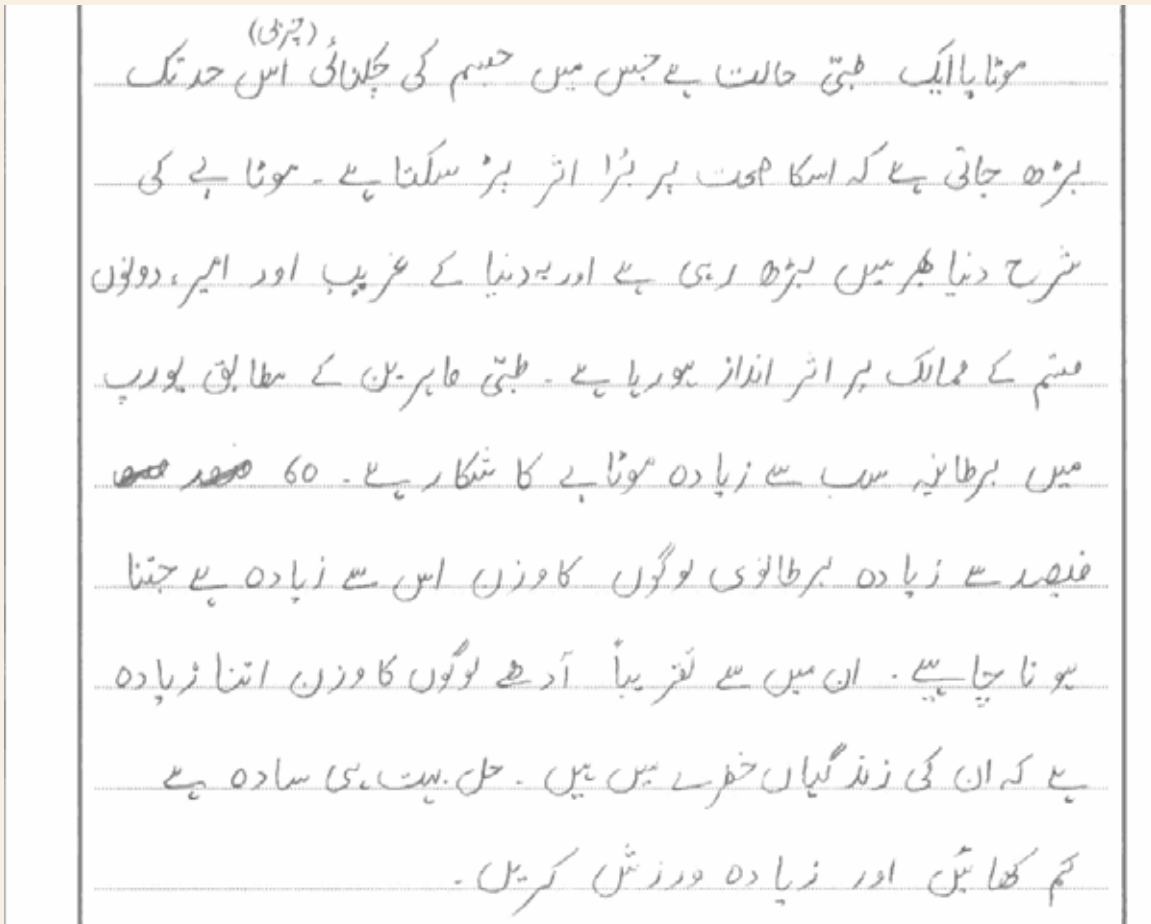 (چربی)
موٹاپا ایک طبّی حالت ہے جس میں جسم کی چکنائی اس حد تک
بڑھ جاتی ہے کہ اسکا صحت پر بُرا اثر پڑ سکتا ہے۔ موٹاپے کی
شرح دنیا بھر میں بڑھ رہی ہے اور یہ دنیا کے غریب اور امیر، دونوں
قسم کے ممالک پر اثر انداز ہو رہا ہے۔ طبّی ماہرین کے مطابق یورپ
میں برطانیہ سب سے زیادہ موٹاپے کا شکار ہے۔ 60
فیصد سے زیادہ برطانوی لوگوں کا وزن اس سے زیادہ ہے جتنا
ہونا چاہیے۔ ان میں سے تقریباً آدھے لوگوں کا وزن اتنا زیادہ
ہے کہ ان کی زندگیاں خطرے میں ہیں۔ حل بہت ہی سادہ ہے
کم کھائیں اور زیادہ ورزش کریں۔